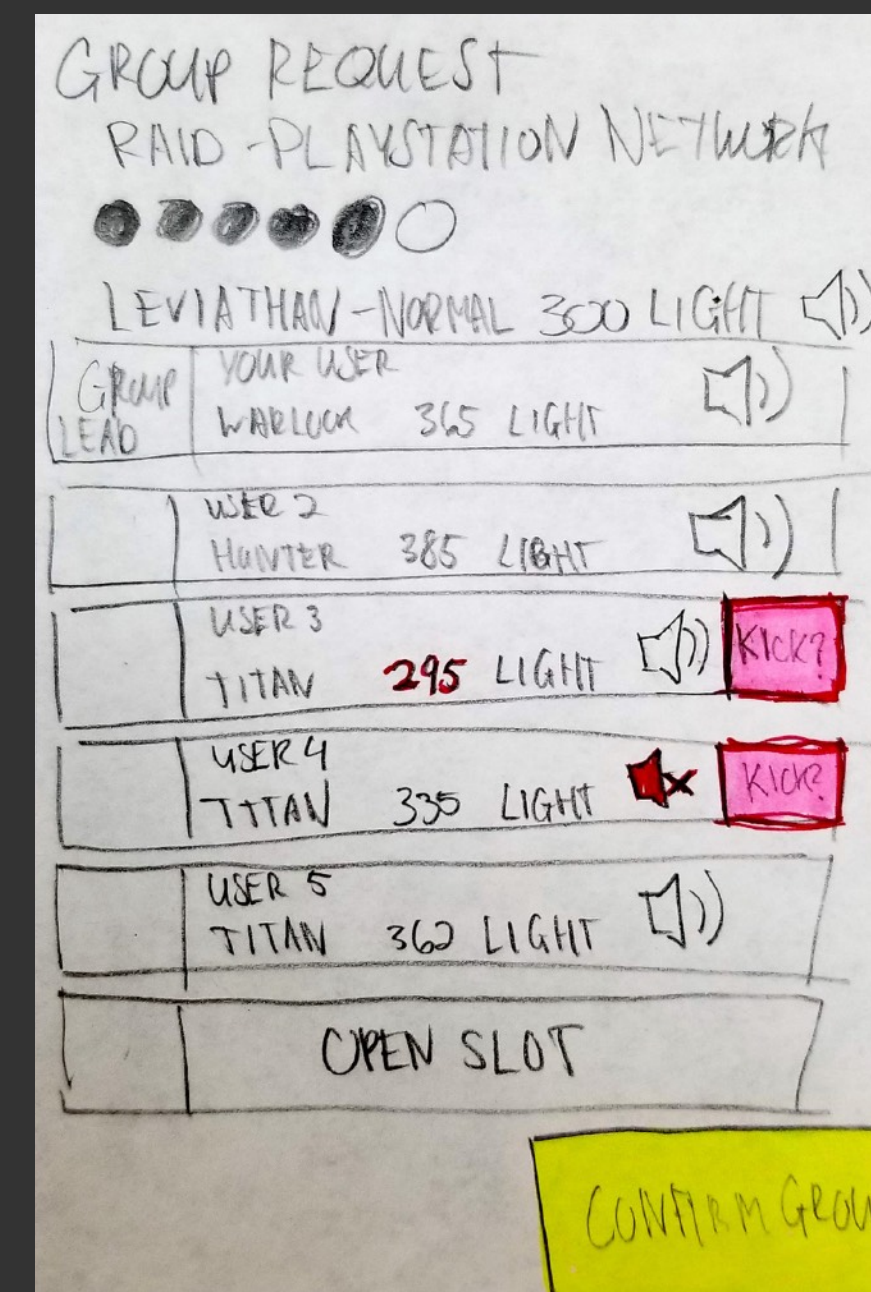 GROUP REQUEST
RAID - PLAYSTATION NETWORK
LEVIATHAN - NORMAL 300 LIGHT
GROUP LEAD
YOUR USER
WARLOCK 365 LIGHT
USER 2
HUNTER 385 LIGHT
USER 3
TITAN 295 LIGHT
KICK?
USER 4
TITAN 335 LIGHT
KICK?
USER 5
TITAN 362 LIGHT
OPEN SLOT
CONFIRM GROU